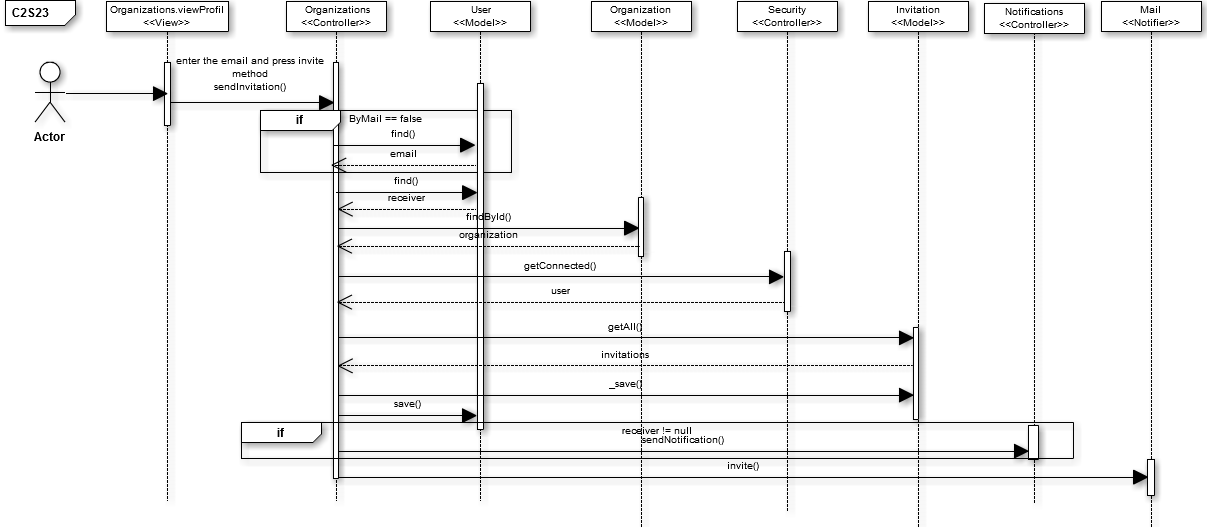 C2S23
Organizations.viewProfil
<<View>>
Organizations
<<Controller>>
User
<<Model>>
Organization
<<Model>>
Security
<<Controller>>
Invitation
<<Model>>
Notifications
<<Controller>>
Mail
<<Notifier>>
enter the email and press invite
method
sendInvitation()
Actor
if
ByMail == false
find()
email
find()
receiver
findById()
organization
getConnected()
user
getAll()
invitations
_save()
save()
if
receiver != null
sendNotification()
invite()